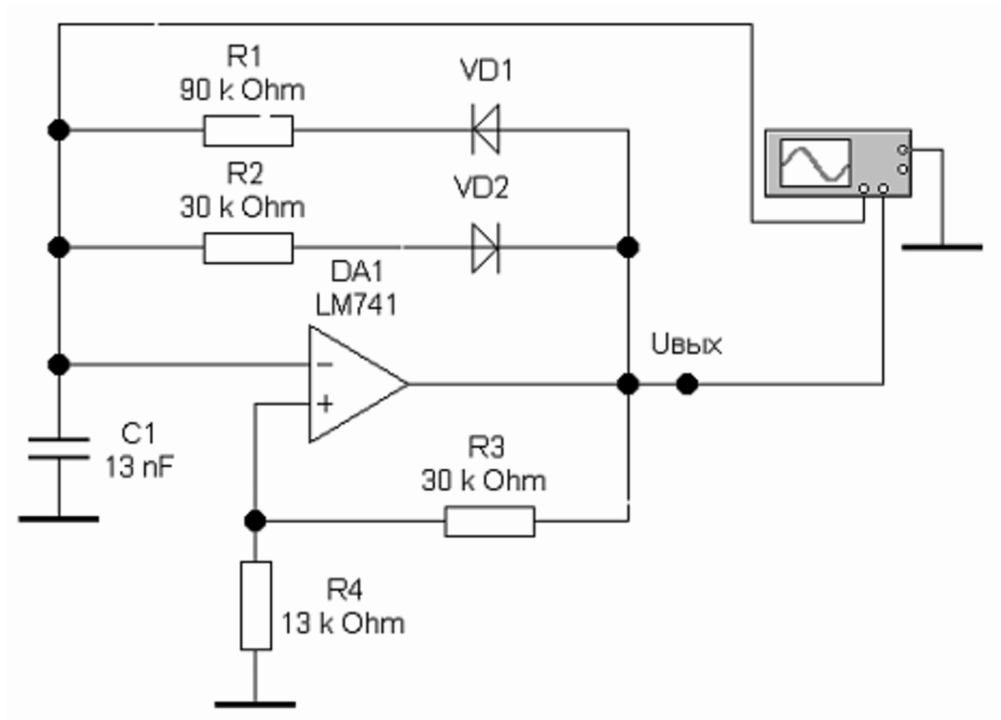 R1
90 k Ohm
VD1
R2
30 k Ohm
VD2
DA1
LM741
−
+
Uвых
C1
13 nF
R3
30 k Ohm
R4
13 k Ohm